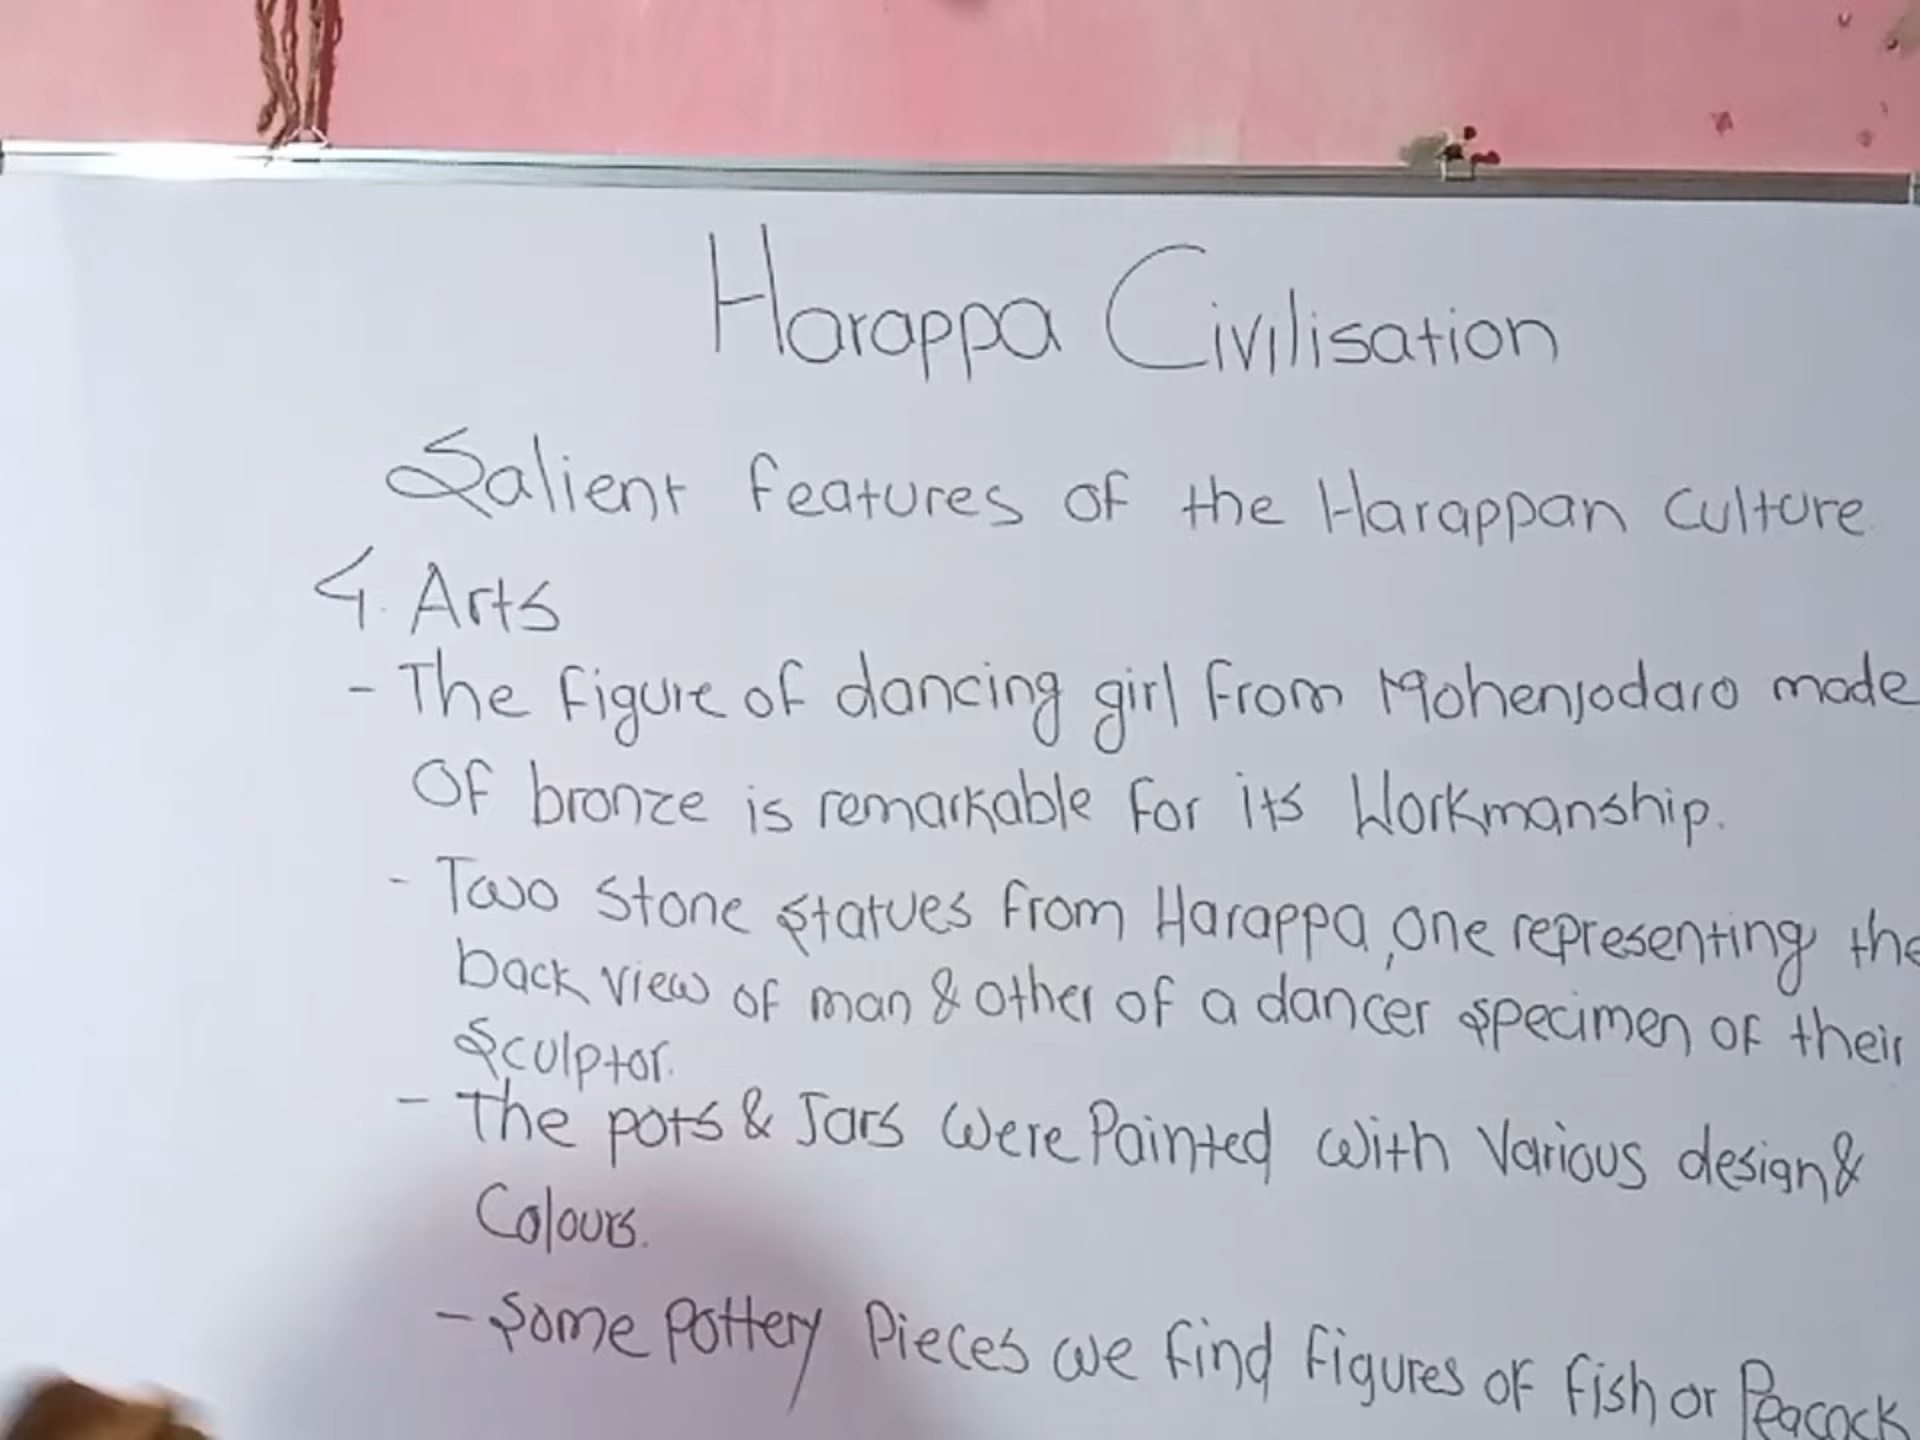 Harappa Civilisation
Salient features of the Harappan culture
4. Arts
- The figure of dancing girl from Mohenjodaro made
Of bronze is remarkable for its Workmanship.
- Two stone statues from Harappa, one representing the
back view of man & other of a dancer specimen of their
sculptor.
- The pots & Jars were Painted with Various design &
Colours.
- Some Pottery Pieces we find figures of fish or Peacock